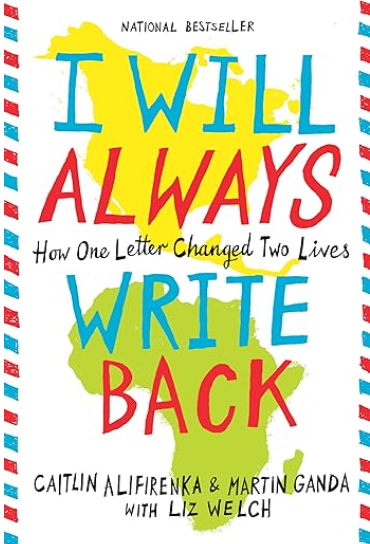 NATIONAL BESTSELLER
I WILL
ALWAYS
How One Letter Changed Two Lives
WRITE
BACK
CAITLIN ALIFIRENKA & MARTIN GANDA
WITH LIZ WELCH